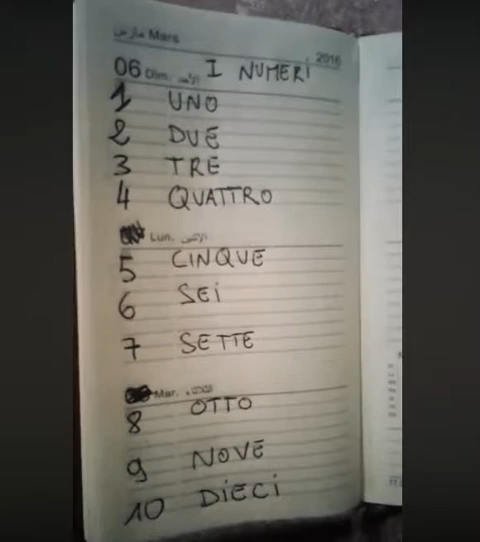 مارس Mars 2016
06 Dim. الأحد I NUMERI
1 UNO
2 DUE
3 TRE
4 QUATTRO
Lun. الإثنين
5 CINQUE
6 SEI
7 SETTE
Mar.
8 OTTO
9 NOVE
10 DIECI